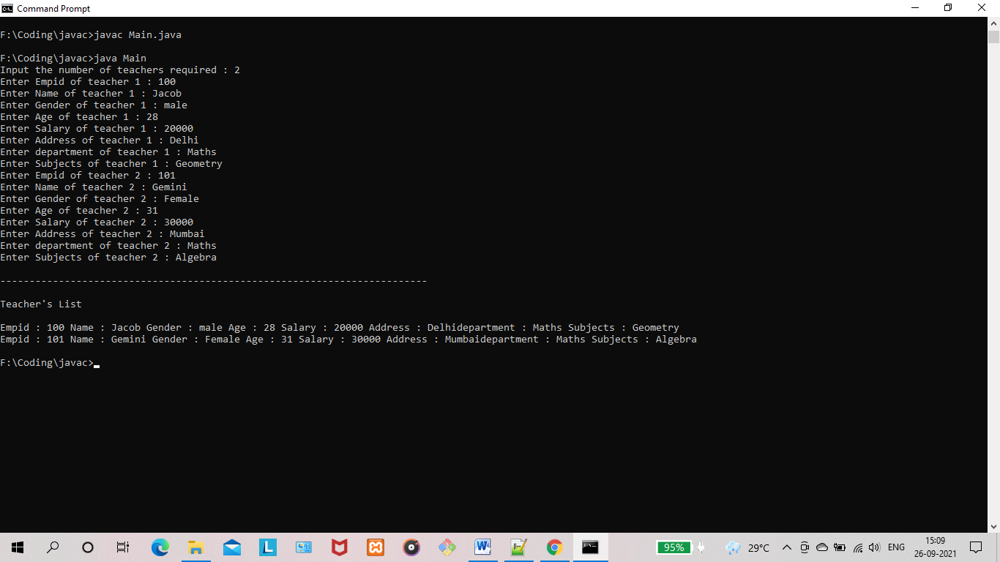 Command Prompt
F:\Coding\javac>javac Main.java
F:\Coding\javac>java Main
Input the number of teachers required : 2
Enter Empid of teacher 1 : 100
Enter Name of teacher 1 : Jacob
Enter Gender of teacher 1 : male
Enter Age of teacher 1 : 28
Enter Salary of teacher 1 : 20000
Enter Address of teacher 1 : Delhi
Enter department of teacher 1 : Maths
Enter Subjects of teacher 1 : Geometry
Enter Empid of teacher 2 : 101
Enter Name of teacher 2 : Gemini
Enter Gender of teacher 2 : Female
Enter Age of teacher 2 : 31
Enter Salary of teacher 2 : 30000
Enter Address of teacher 2 : Mumbai
Enter department of teacher 2 : Maths
Enter Subjects of teacher 2 : Algebra
-------------------------------------------------------------------------
Teacher's List
Empid : 100 Name : Jacob Gender : male Age : 28 Salary : 20000 Address : Delhidepartment : Maths Subjects : Geometry
Empid : 101 Name : Gemini Gender : Female Age : 31 Salary : 30000 Address : Mumbaidepartment : Maths Subjects : Algebra
F:\Coding\javac>
95% 29°C ENG 15:09
26-09-2021